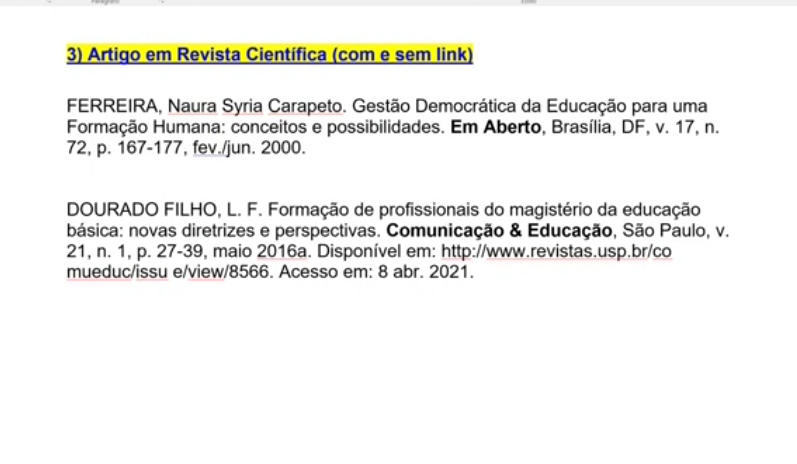 3) Artigo em Revista Científica (com e sem link)
FERREIRA, Naura Syria Carapeto. Gestão Democrática da Educação para uma
Formação Humana: conceitos e possibilidades. Em Aberto, Brasília, DF, v. 17, n.
72, p. 167-177, fev./jun. 2000.
DOURADO FILHO, L. F. Formação de profissionais do magistério da educação
básica: novas diretrizes e perspectivas. Comunicação & Educação, São Paulo, v.
21, n. 1, p. 27-39, maio 2016a. Disponível em: http://www.revistas.usp.br/co
mueduc/issu e/view/8566. Acesso em: 8 abr. 2021.